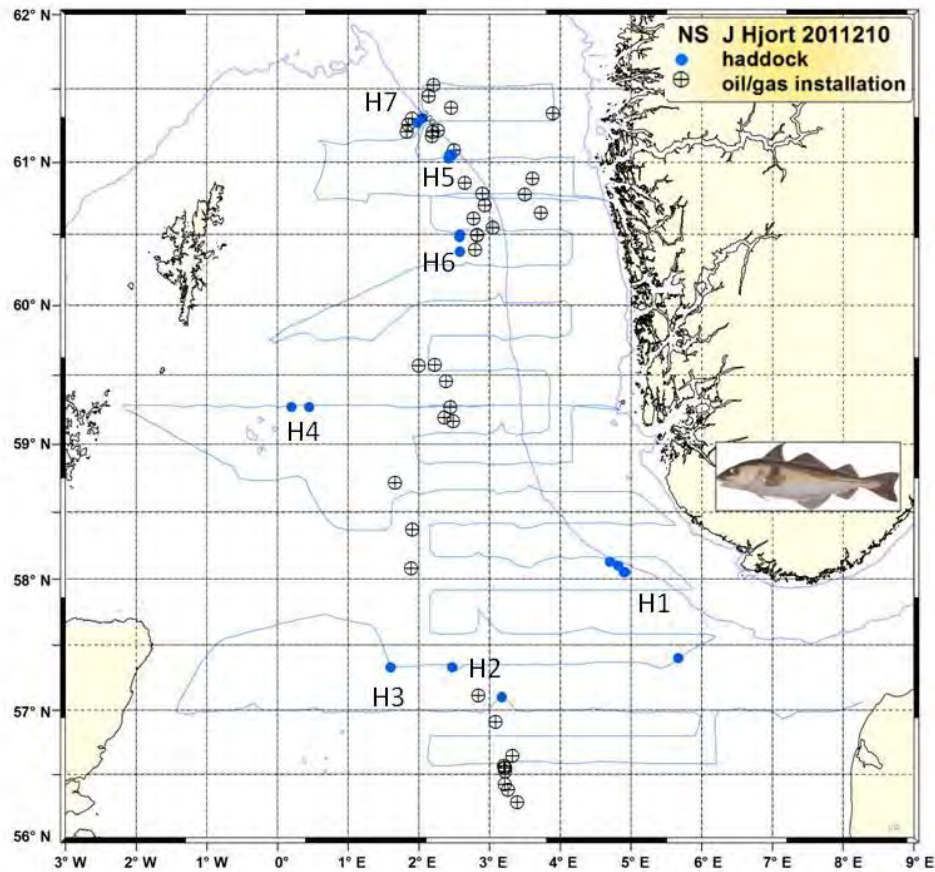 62° N
NS J Hjort 2011210
haddock
oil/gas installation
H7
61° N
H5
H6
60° N
H4
59° N
58° N
H1
H2
H3
57° N
56° N
3° W 2° W 1° W 0° 1° E 2° E 3° E 4° E 5° E 6° E 7° E 8° E 9° E